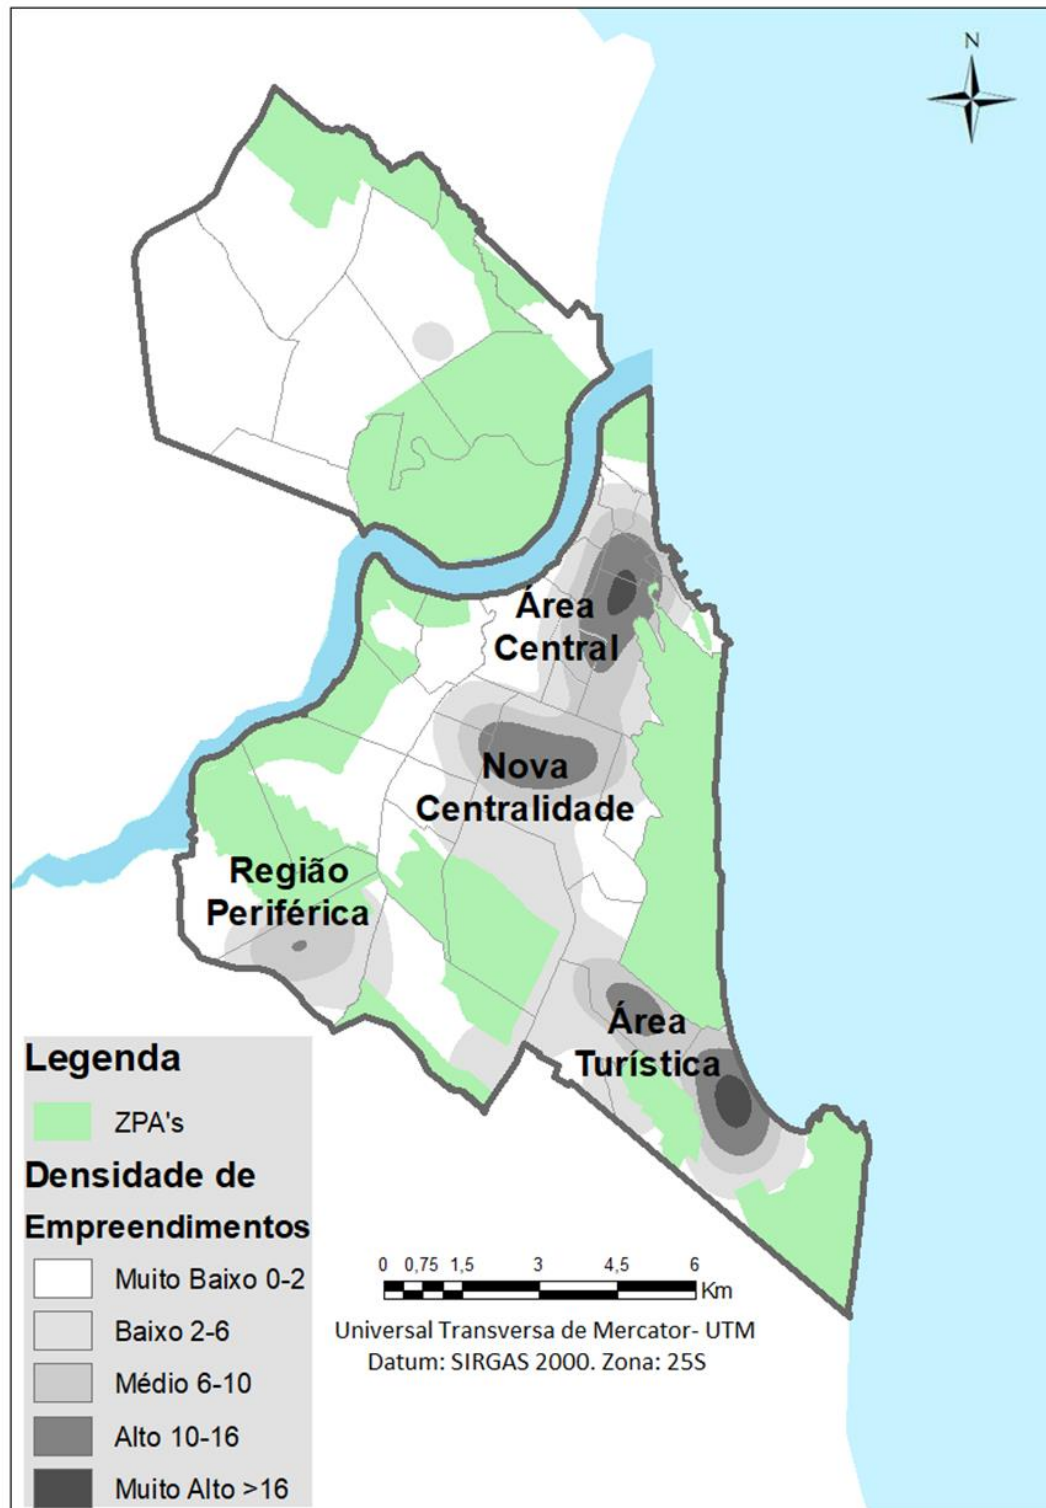 N
Área
Central
Nova
Centralidade
Região
Periférica
Área
Turística
Legenda
ZPA's
Densidade de
Empreendimentos
Muito Baixo 0-2
Baixo 2-6
Médio 6-10
Alto 10-16
Muito Alto >16
0 0,75 1,5 3 4,5 6
Km
Universal Transversa de Mercator- UTM
Datum: SIRGAS 2000. Zona: 25S